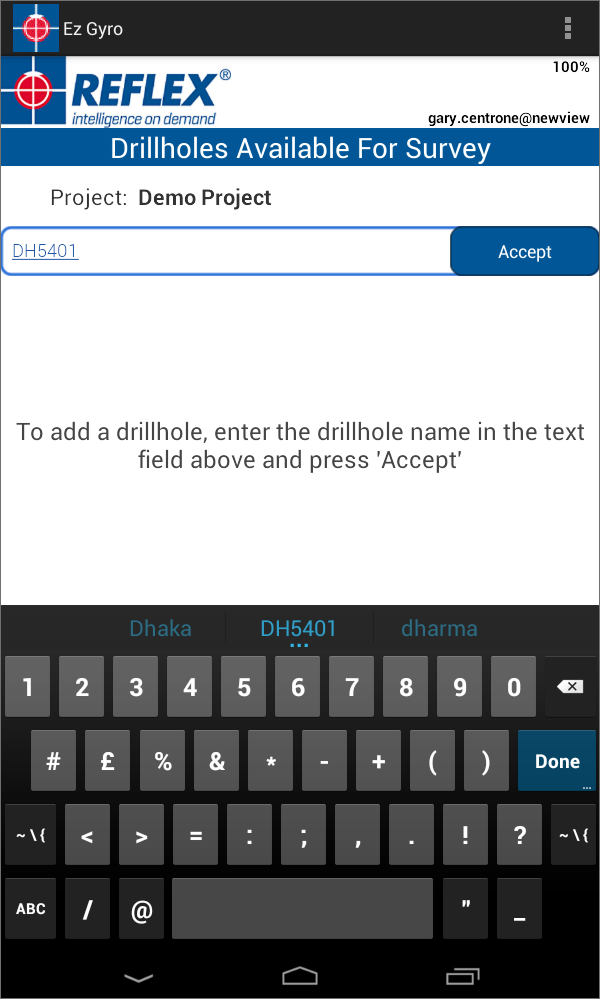 Ez Gyro
100%
REFLEX®
intelligence on demand
gary.centrone@newview
Drillholes Available For Survey
Project: Demo Project
DH5401
Accept
To add a drillhole, enter the drillhole name in the text
field above and press 'Accept'
Dhaka DH5401 dharma
...
1 2 3 4 5 6 7 8 9 0
# £ % & * - + ( ) Done
...
~ \ { < > = : ; , . ! ? ~ \ {
ABC / @ " _